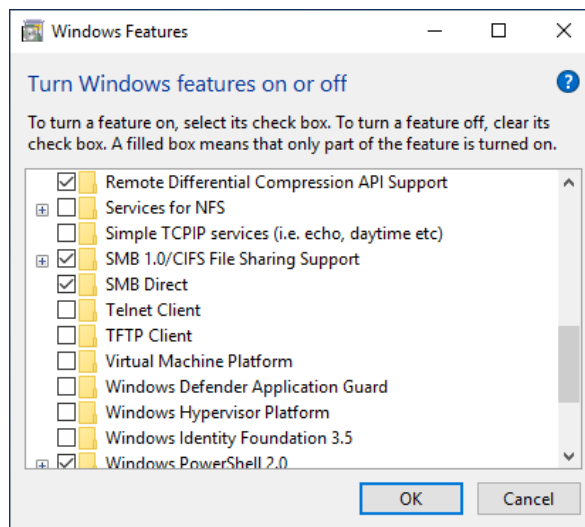 Windows Features
Turn Windows features on or off
?
To turn a feature on, select its check box. To turn a feature off, clear its
check box. A filled box means that only part of the feature is turned on.
Remote Differential Compression API Support
Services for NFS
Simple TCPIP services (i.e. echo, daytime etc)
SMB 1.0/CIFS File Sharing Support
SMB Direct
Telnet Client
TFTP Client
Virtual Machine Platform
Windows Defender Application Guard
Windows Hypervisor Platform
Windows Identity Foundation 3.5
Windows PowerShell 2.0
OK
Cancel